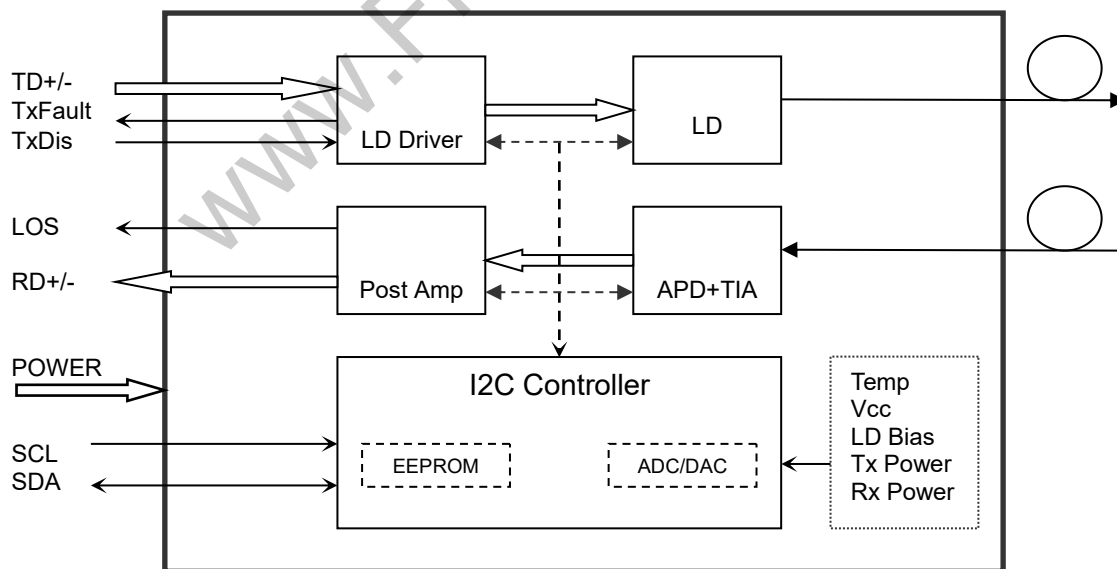 TD+/-
TxFault
TxDis
LD Driver
LD
LOS
RD+/-
Post Amp
APD+TIA
POWER
I2C Controller
SCL
SDA
EEPROM
ADC/DAC
Temp
Vcc
LD Bias
Tx Power
Rx Power
www.F